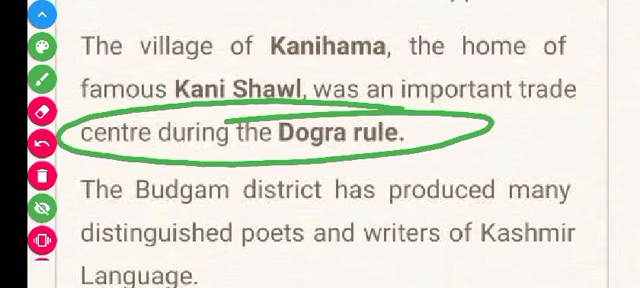 The village of Kanihama, the home of
famous Kani Shawl, was an important trade
centre during the Dogra rule.
The Budgam district has produced many
distinguished poets and writers of Kashmir
Language.